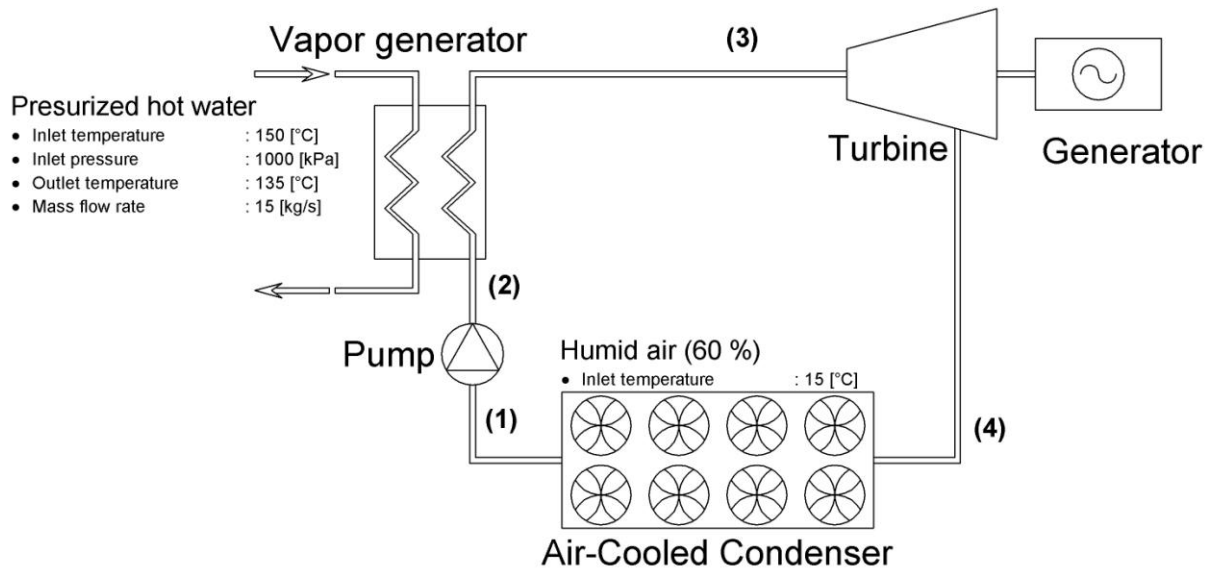 Vapor generator
(3)
Presurized hot water
• Inlet temperature : 150 [°C]
• Inlet pressure : 1000 [kPa]
• Outlet temperature : 135 [°C]
• Mass flow rate : 15 [kg/s]
Turbine
Generator
(2)
Pump
Humid air (60 %)
• Inlet temperature : 15 [°C]
(1)
(4)
Air-Cooled Condenser